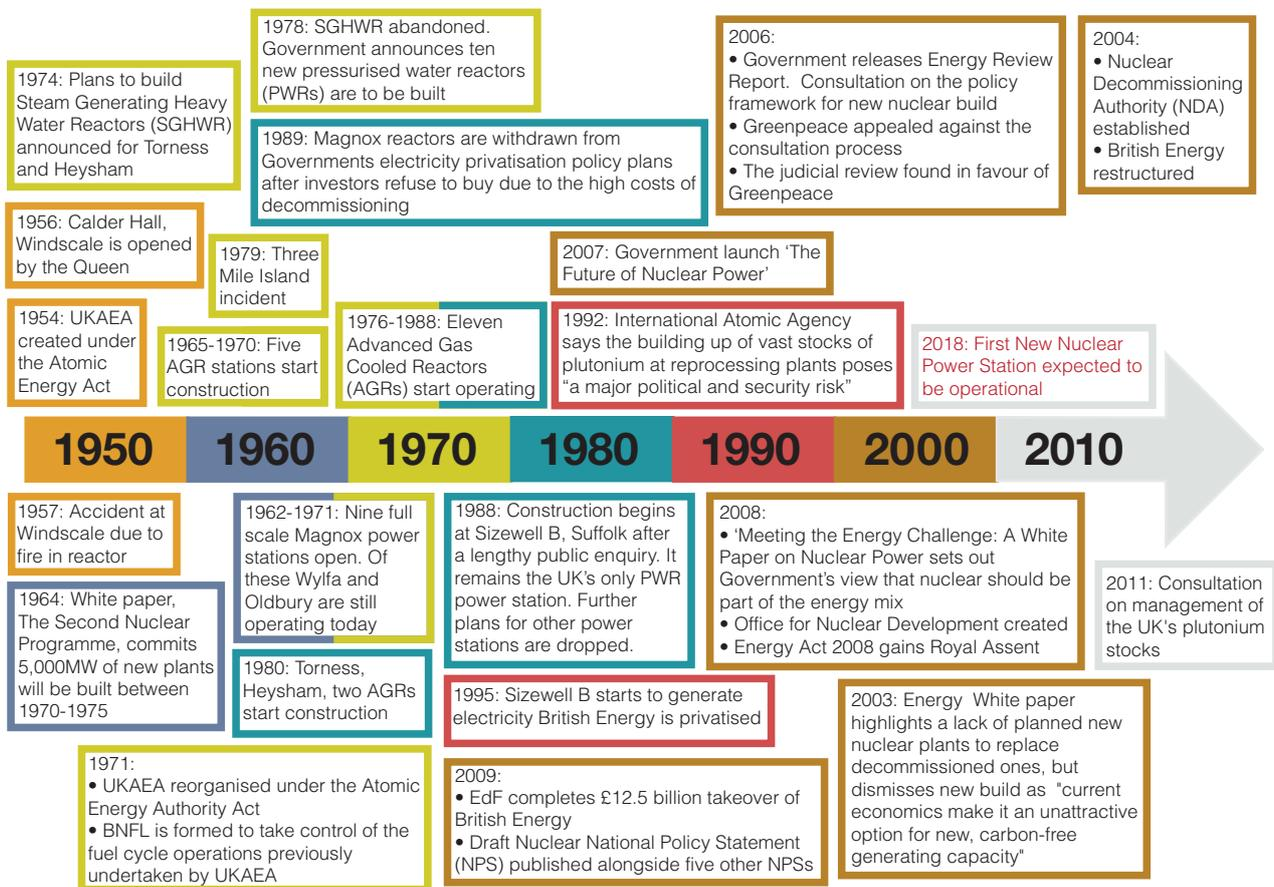 1978: SGHWR abandoned.
Government announces ten
new pressurised water reactors
(PWRs) are to be built
2006:
• Government releases Energy Review
Report.  Consultation on the policy
framework for new nuclear build
• Greenpeace appealed against the
consultation process
• The judicial review found in favour of
Greenpeace
2004:
• Nuclear
Decommissioning
Authority (NDA)
established
• British Energy
restructured
1974: Plans to build
Steam Generating Heavy
Water Reactors (SGHWR)
announced for Torness
and Heysham
1989: Magnox reactors are withdrawn from
Governments electricity privatisation policy plans
after investors refuse to buy due to the high costs of
decommissioning
1956: Calder Hall,
Windscale is opened
by the Queen
1979: Three
Mile Island
incident
2007: Government launch ‘The
Future of Nuclear Power’
1954: UKAEA
created under
the Atomic
Energy Act
1965-1970: Five
AGR stations start
construction
1976-1988: Eleven
Advanced Gas
Cooled Reactors
(AGRs) start operating
1992: International Atomic Agency
says the building up of vast stocks of
plutonium at reprocessing plants poses
“a major political and security risk”
2018: First New Nuclear
Power Station expected to
be operational
1950 1960 1970 1980 1990 2000 2010
1957: Accident at
Windscale due to
fire in reactor
1962-1971: Nine full
scale Magnox power
stations open. Of
these Wylfa and
Oldbury are still
operating today
1988: Construction begins
at Sizewell B, Suffolk after
a lengthy public enquiry. It
remains the UK’s only PWR
power station. Further
plans for other power
stations are dropped.
2008:
• ‘Meeting the Energy Challenge: A White
Paper on Nuclear Power sets out
Government’s view that nuclear should be
part of the energy mix
• Office for Nuclear Development created
• Energy Act 2008 gains Royal Assent
2011: Consultation
on management of
the UK's plutonium
stocks
1964: White paper,
The Second Nuclear
Programme, commits
5,000MW of new plants
will be built between
1970-1975
1980: Torness,
Heysham, two AGRs
start construction
1995: Sizewell B starts to generate
electricity British Energy is privatised
2003: Energy  White paper
highlights a lack of planned new
nuclear plants to replace
decommissioned ones, but
dismisses new build as  "current
economics make it an unattractive
option for new, carbon-free
generating capacity"
1971:
• UKAEA reorganised under the Atomic
Energy Authority Act
• BNFL is formed to take control of the
fuel cycle operations previously
undertaken by UKAEA
2009:
• EdF completes £12.5 billion takeover of
British Energy
• Draft Nuclear National Policy Statement
(NPS) published alongside five other NPSs